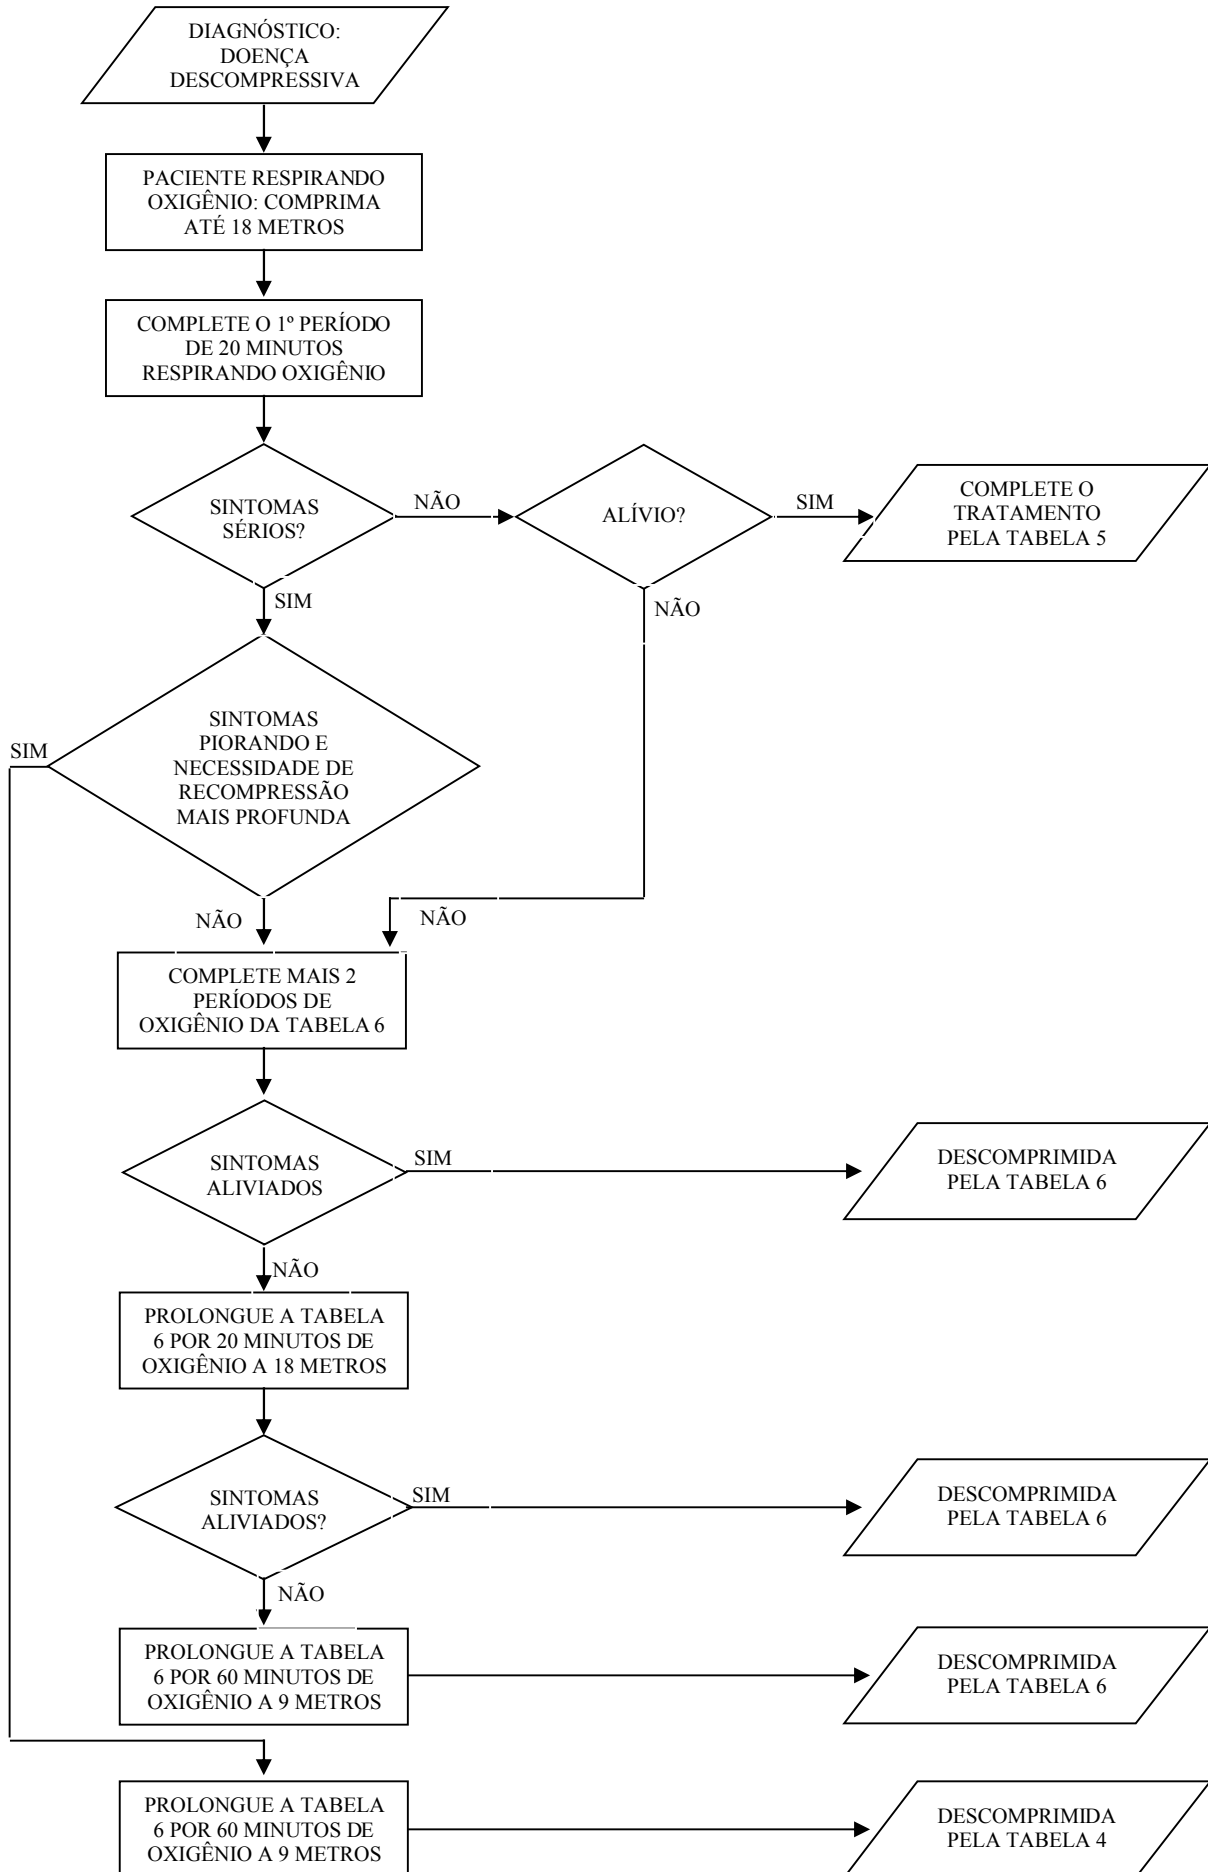 DIAGNÓSTICO:
DOENÇA
DESCOMPRESSIVA
PACIENTE RESPIRANDO
OXIGÊNIO: COMPRIMA
ATÉ 18 METROS
COMPLETE O 1º PERÍODO
DE 20 MINUTOS
RESPIRANDO OXIGÊNIO
SINTOMAS
SÉRIOS?
NÃO
ALÍVIO?
SIM
COMPLETE O
TRATAMENTO
PELA TABELA 5
SIM
NÃO
SINTOMAS
PIORANDO E
NECESSIDADE DE
RECOMPRESSÃO
MAIS PROFUNDA
SIM
NÃO
NÃO
COMPLETE MAIS 2
PERÍODOS DE
OXIGÊNIO DA TABELA 6
SINTOMAS
ALIVIADOS
SIM
DESCOMPRIMIDA
PELA TABELA 6
NÃO
PROLONGUE A TABELA
6 POR 20 MINUTOS DE
OXIGÊNIO A 18 METROS
SINTOMAS
ALIVIADOS?
SIM
DESCOMPRIMIDA
PELA TABELA 6
NÃO
PROLONGUE A TABELA
6 POR 60 MINUTOS DE
OXIGÊNIO A 9 METROS
DESCOMPRIMIDA
PELA TABELA 6
PROLONGUE A TABELA
6 POR 60 MINUTOS DE
OXIGÊNIO A 9 METROS
DESCOMPRIMIDA
PELA TABELA 4